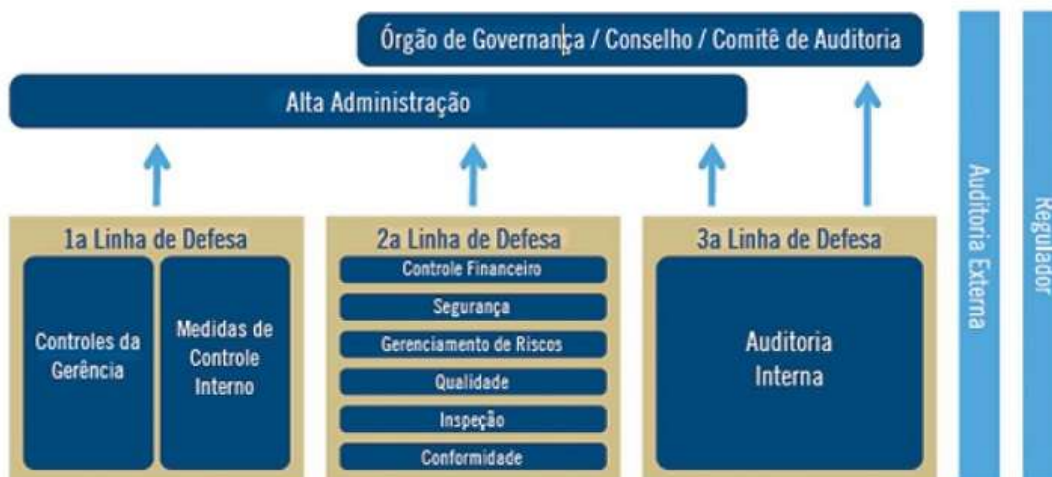 Órgão de Governança / Conselho / Comitê de Auditoria
Alta Administração
1a Linha de Defesa
Controles da
Gerência
Medidas de
Controle
Interno
2a Linha de Defesa
Controle Financeiro
Segurança
Gerenciamento de Riscos
Qualidade
Inspeção
Conformidade
3a Linha de Defesa
Auditoria
Interna
Auditoria Externa
Regulador